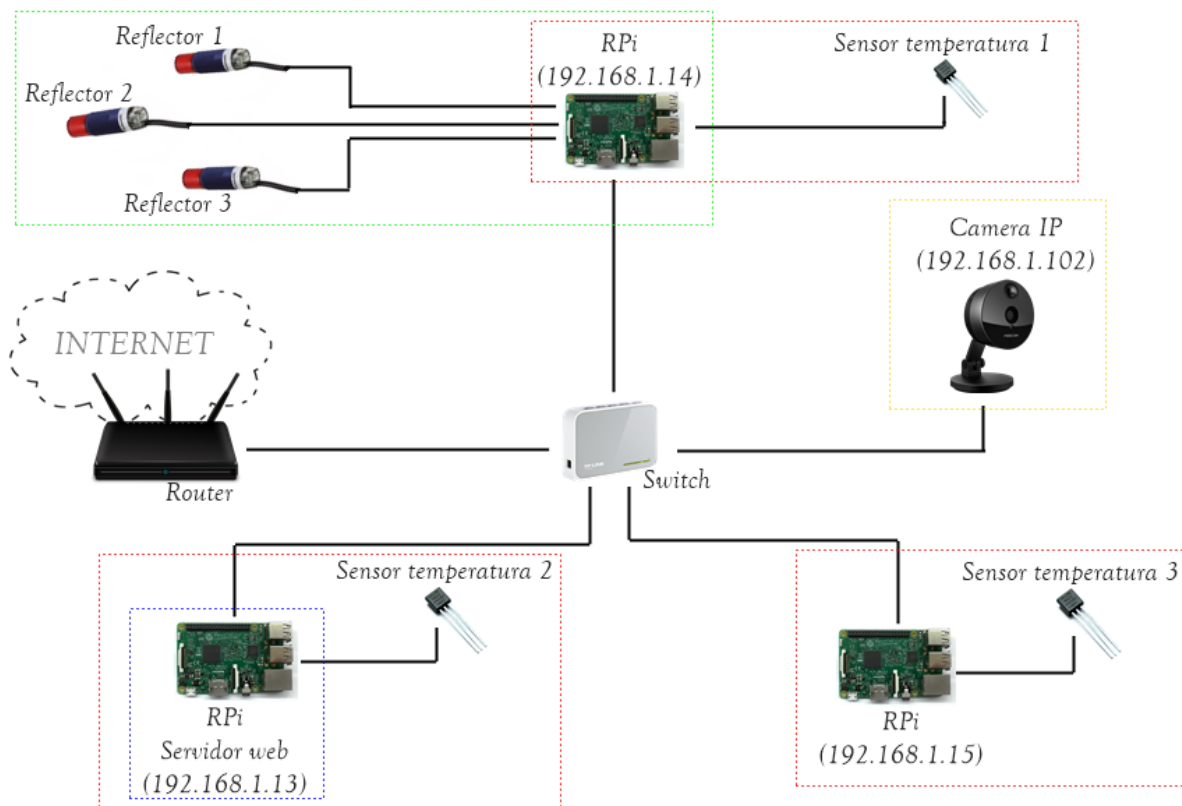 Reflector 1
Reflector 2
Reflector 3
RPi
(192.168.1.14)
Sensor temperatura 1
Camera IP
(192.168.1.102)
INTERNET
Router
TP-LINK
Switch
Sensor temperatura 2
RPi
Servidor web
(192.168.1.13)
Sensor temperatura 3
RPi
(192.168.1.15)